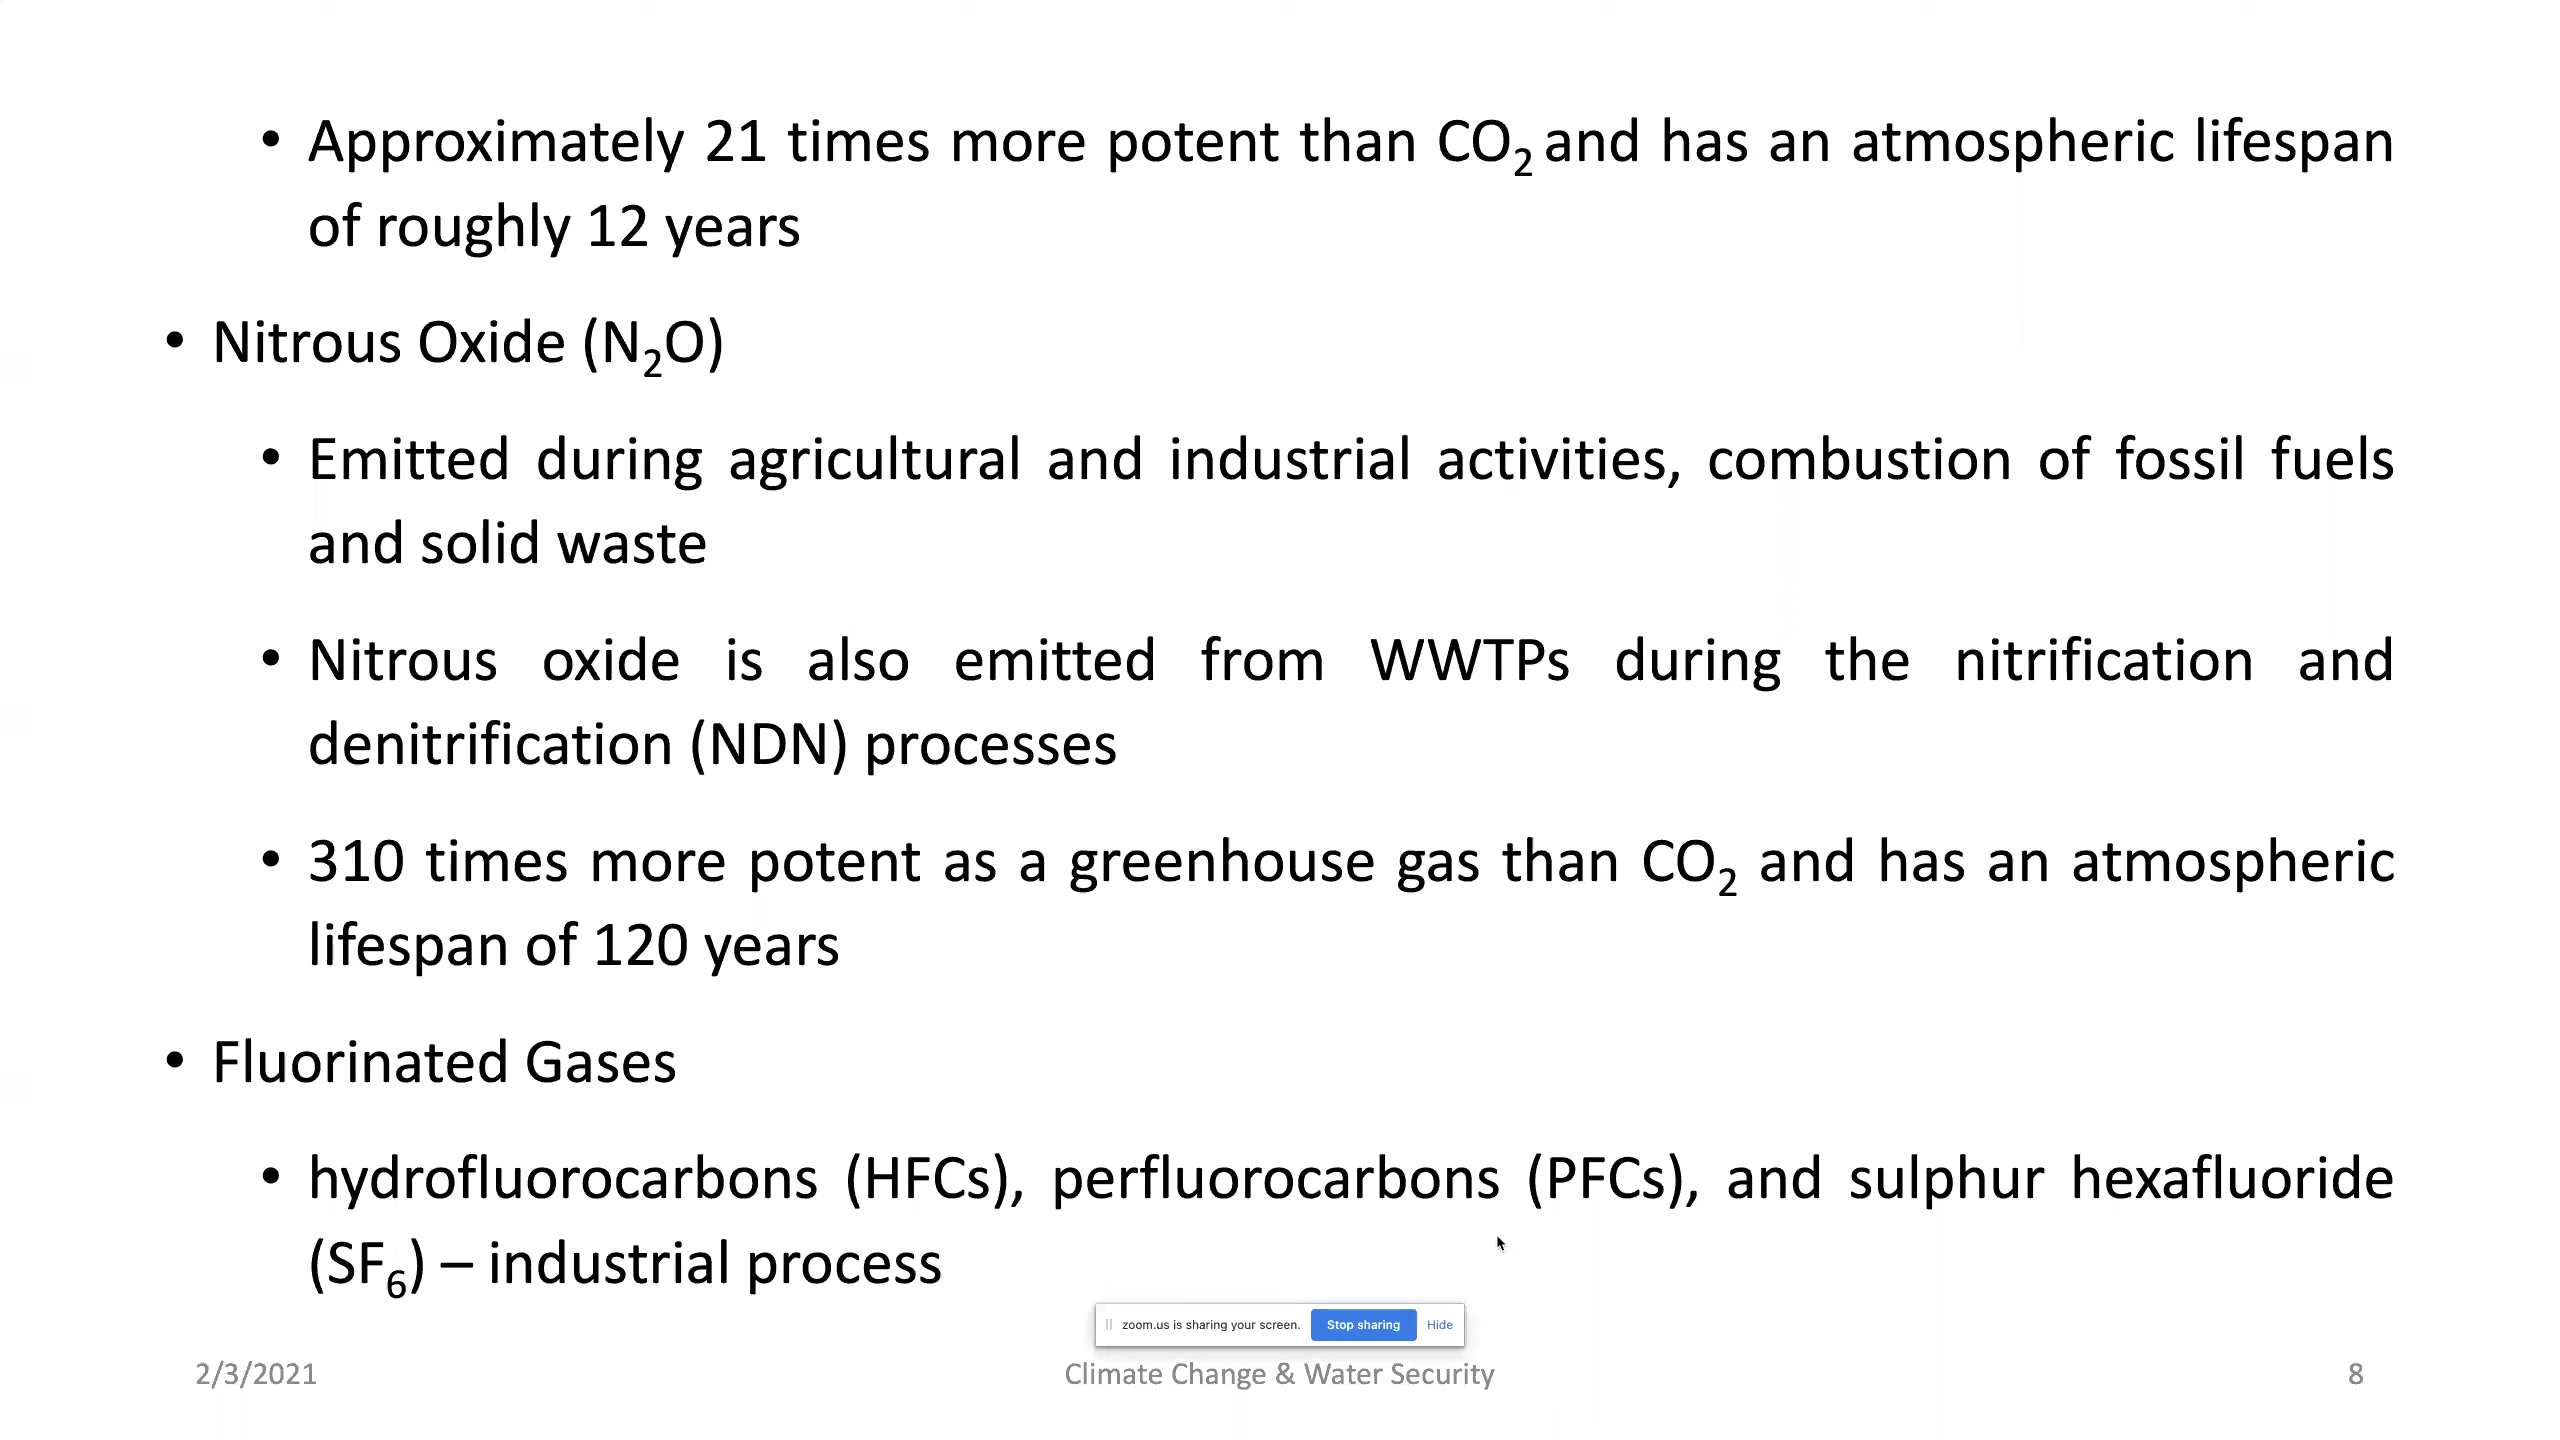 • Approximately 21 times more potent than CO₂ and has an atmospheric lifespan
of roughly 12 years
• Nitrous Oxide (N₂O)
• Emitted during agricultural and industrial activities, combustion of fossil fuels
and solid waste
• Nitrous oxide is also emitted from WWTPs during the nitrification and
denitrification (NDN) processes
• 310 times more potent as a greenhouse gas than CO₂ and has an atmospheric
lifespan of 120 years
• Fluorinated Gases
• hydrofluorocarbons (HFCs), perfluorocarbons (PFCs), and sulphur hexafluoride
(SF₆) – industrial process
zoom.us is sharing your screen. Stop sharing Hide
2/3/2021 Climate Change & Water Security 8